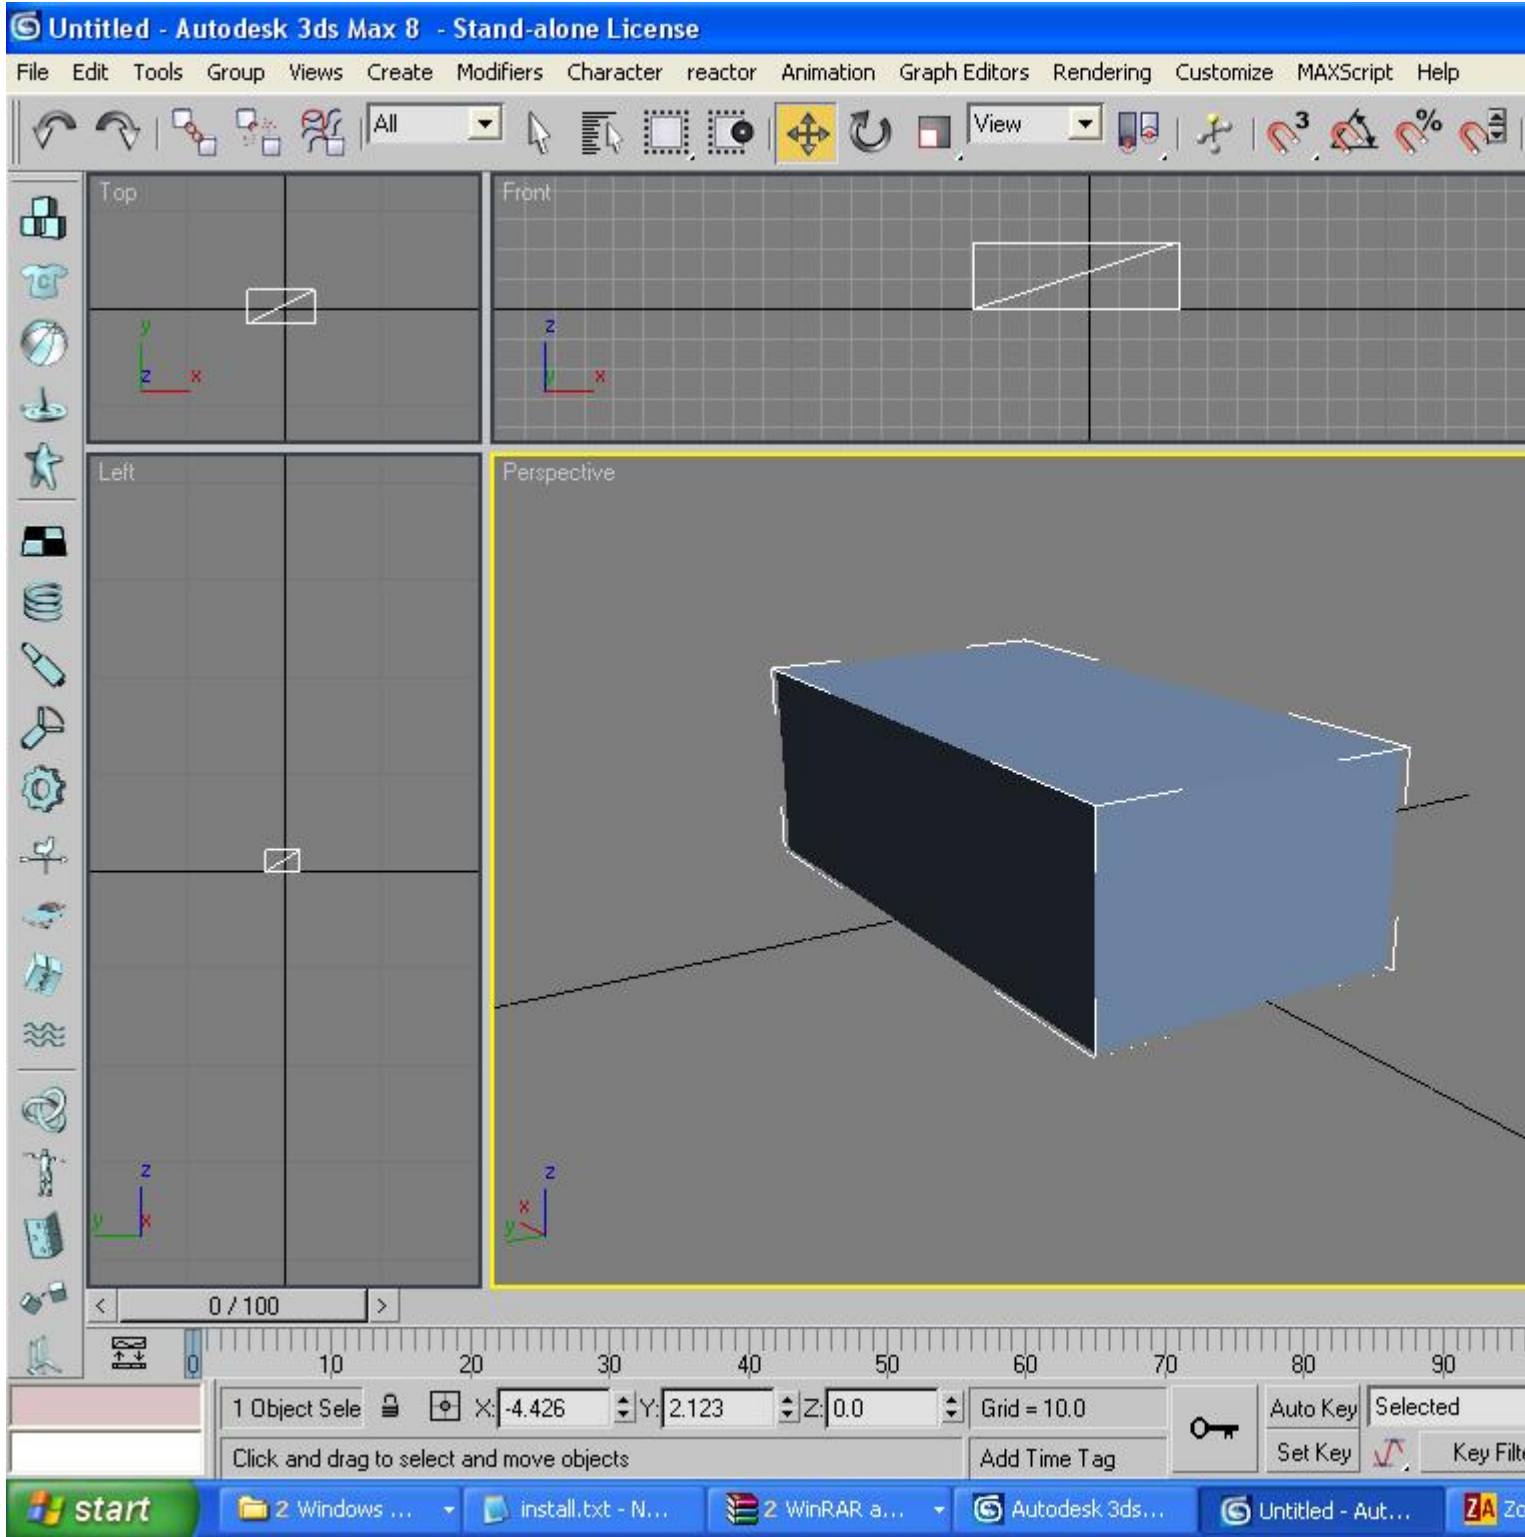 Untitled - Autodesk 3ds Max 8 - Stand-alone License
File Edit Tools Group Views Create Modifiers Character reactor Animation Graph Editors Rendering Customize MAXScript Help
All
View
3
%
Top
y
z x
Front
z
y x
Left
z
y x
Perspective
z
x
y
< 0 / 100 >
0 10 20 30 40 50 60 70 80 90
1 Object Sele X: -4.426 Y: 2.123 Z: 0.0 Grid = 10.0 Auto Key Selected
Click and drag to select and move objects Add Time Tag Set Key Key Filte
start 2 Windows ... install.txt - N... 2 WinRAR a... Autodesk 3ds... Untitled - Aut... ZA Zo